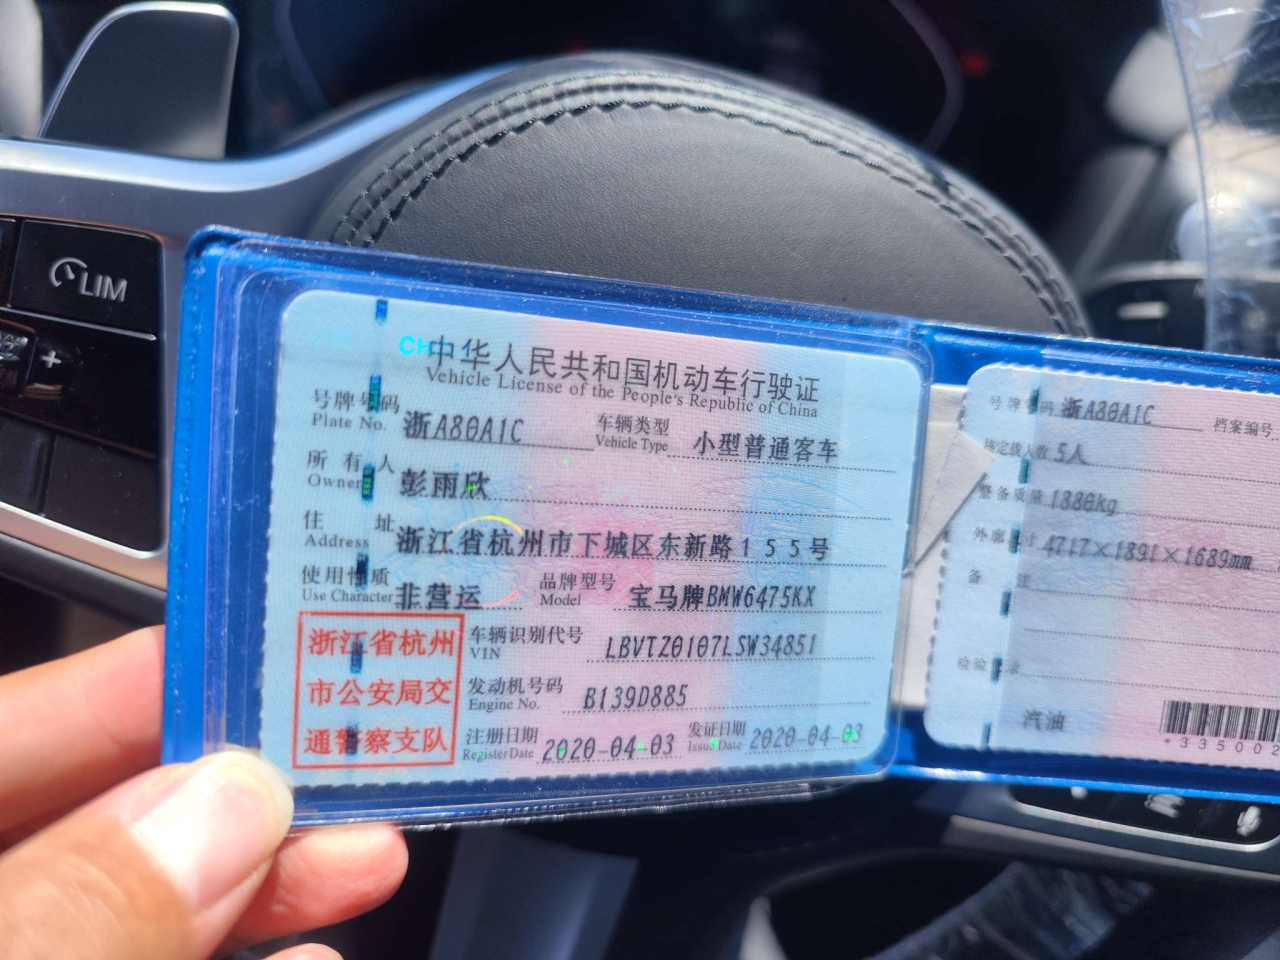 LIM
+
中华人民共和国机动车行驶证
Vehicle License of the People's Republic of China
号牌号码 浙A80A1C 车辆类型 小型普通客车
Plate No. Vehicle Type
所有人 彭雨欣
Owner
住址 浙江省杭州市下城区东新路155号
Address
使用性质 非营运 品牌型号 宝马牌BMW6475KX
Use Character Model
浙江省杭州
市公安局交
通警察支队
车辆识别代号 LBVTZ0107LSW34851
VIN
发动机号码 B139D885
Engine No.
注册日期 2020-04-03 发证日期 2020-04-03
Register Date Issue Date
号牌号码 浙A80A1C 档案编号
核定载人数 5人
整备质量 1880kg
外廓尺寸 4717×1891×1689mm
备注
检验记录
汽油
*335002